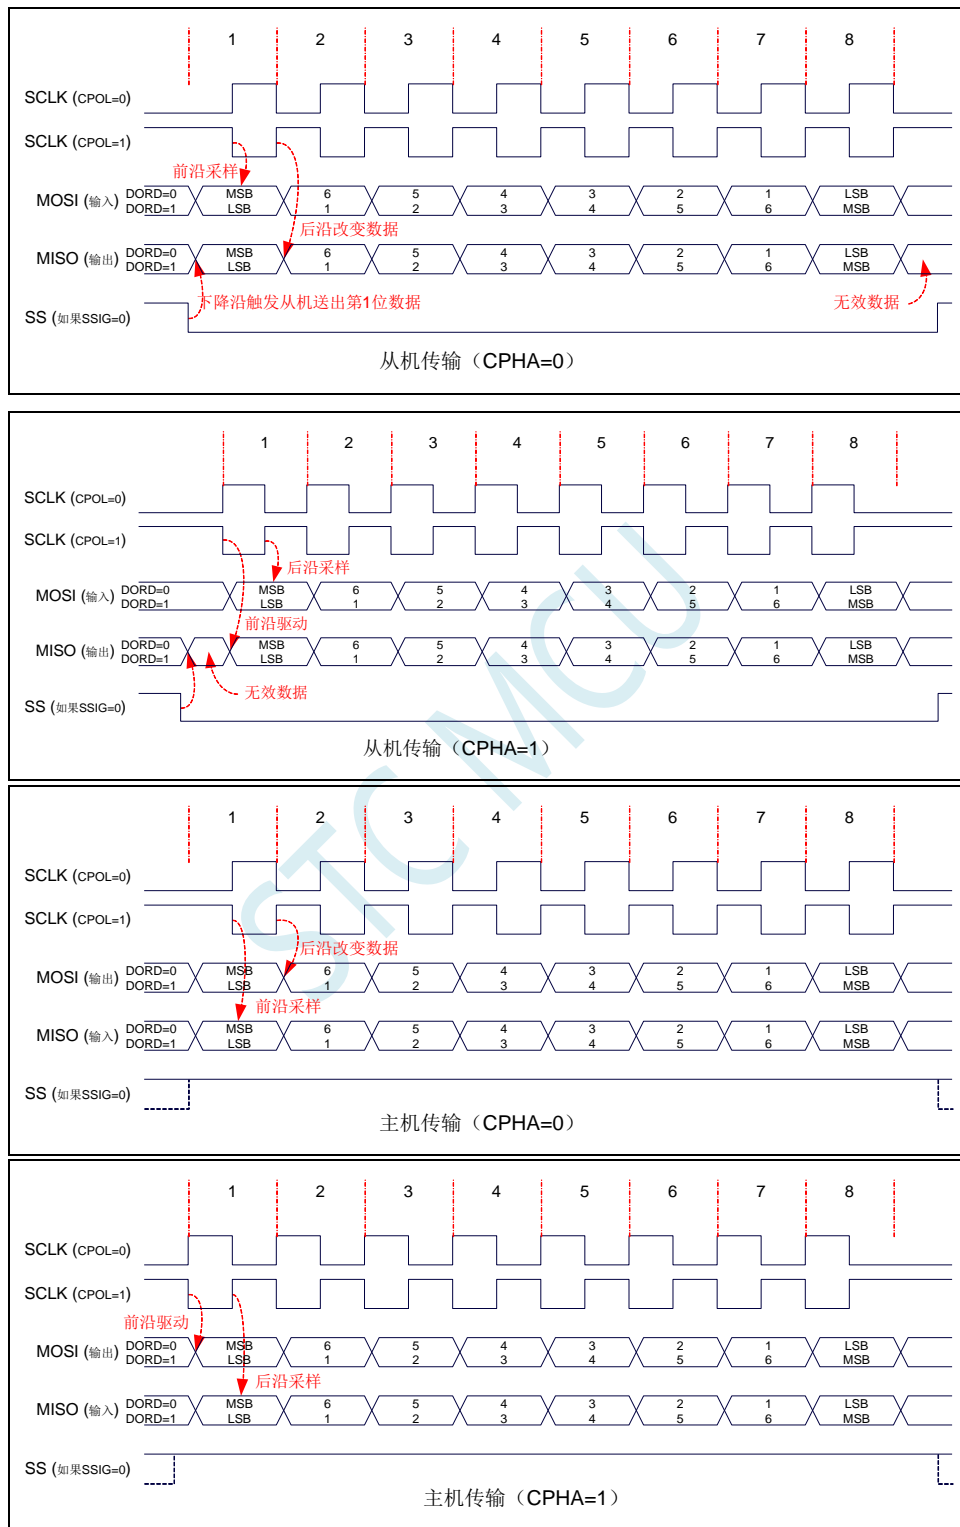 1 2 3 4 5 6 7 8
SCLK (CPOL=0)
SCLK (CPOL=1)
前沿采样
MOSI (输入) DORD=0 MSB 6 5 4 3 2 1 LSB
DORD=1 LSB 1 2 3 4 5 6 MSB
后沿改变数据
MISO (输出) DORD=0 MSB 6 5 4 3 2 1 LSB
DORD=1 LSB 1 2 3 4 5 6 MSB
下降沿触发从机送出第1位数据 无效数据
SS (如果SSIG=0)
从机传输（CPHA=0）
1 2 3 4 5 6 7 8
SCLK (CPOL=0)
SCLK (CPOL=1)
后沿采样
MOSI (输入) DORD=0 MSB 6 5 4 3 2 1 LSB
DORD=1 LSB 1 2 3 4 5 6 MSB
前沿驱动
MISO (输出) DORD=0 MSB 6 5 4 3 2 1 LSB
DORD=1 LSB 1 2 3 4 5 6 MSB
无效数据
SS (如果SSIG=0)
从机传输（CPHA=1）
STC MCU
1 2 3 4 5 6 7 8
SCLK (CPOL=0)
SCLK (CPOL=1)
后沿改变数据
MOSI (输出) DORD=0 MSB 6 5 4 3 2 1 LSB
DORD=1 LSB 1 2 3 4 5 6 MSB
前沿采样
MISO (输入) DORD=0 MSB 6 5 4 3 2 1 LSB
DORD=1 LSB 1 2 3 4 5 6 MSB
SS (如果SSIG=0)
主机传输（CPHA=0）
1 2 3 4 5 6 7 8
SCLK (CPOL=0)
SCLK (CPOL=1)
前沿驱动
MOSI (输出) DORD=0 MSB 6 5 4 3 2 1 LSB
DORD=1 LSB 1 2 3 4 5 6 MSB
后沿采样
MISO (输入) DORD=0 MSB 6 5 4 3 2 1 LSB
DORD=1 LSB 1 2 3 4 5 6 MSB
SS (如果SSIG=0)
主机传输（CPHA=1）